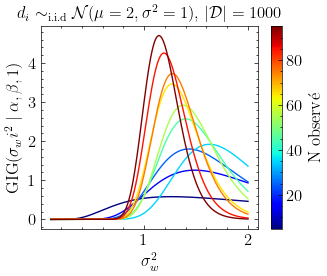 d_i ∼_{i.i.d} 𝒩(μ = 2, σ² = 1), |𝒟| = 1000
GIG(σ_w i² | α, β, 1)
4
3
2
1
0
1
2
σ_w²
80
60
40
20
N observé